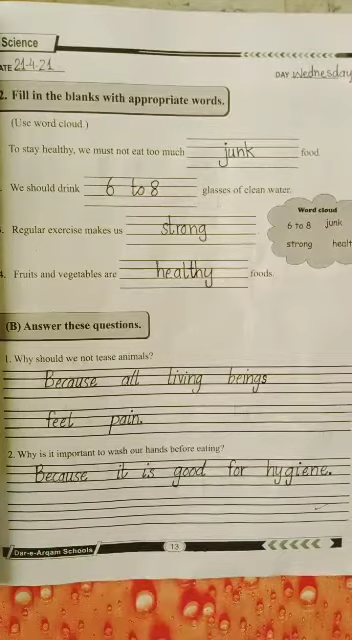 Science
ATE 21-4-21
DAY Wednesday
2. Fill in the blanks with appropriate words.
(Use word cloud.)
To stay healthy, we must not eat too much junk food.
We should drink 6 to 8 glasses of clean water.
Word cloud
6 to 8 junk
strong healt
3. Regular exercise makes us strong
4. Fruits and vegetables are healthy foods.
(B) Answer these questions.
1. Why should we not tease animals?
Because all living beings
feel pain.
2. Why is it important to wash our hands before eating?
Because it is good for hygiene.
Dar-e-Arqam Schools
13